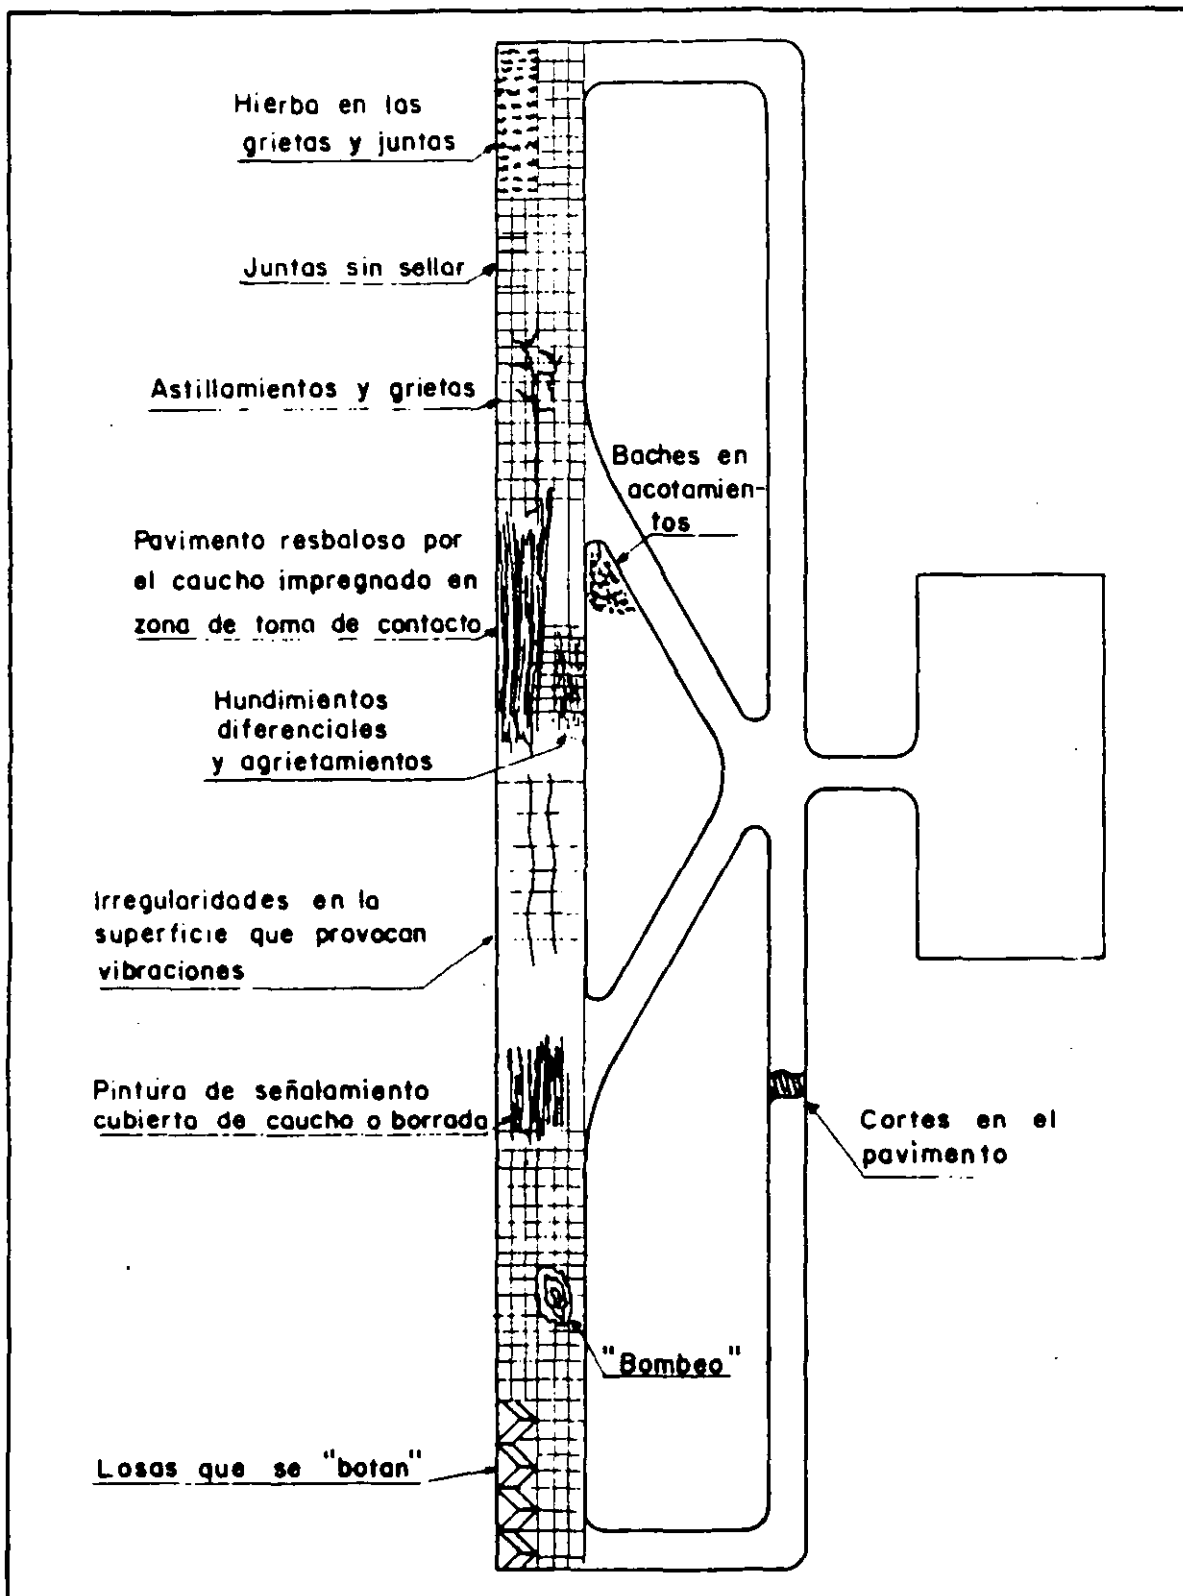 Hierba en las
grietas y juntas
Juntas sin sellar
Astillamientos y grietas
Baches en
acotamien-
tos
Pavimento resbaloso por
el caucho impregnado en
zona de toma de contacto
Hundimientos
diferenciales
y agrietamientos
Irregularidades en la
superficie que provocan
vibraciones
Pintura de señalamiento
cubierta de caucho o borrada
Cortes en el
pavimento
"Bombeo"
Losas que se "botan"